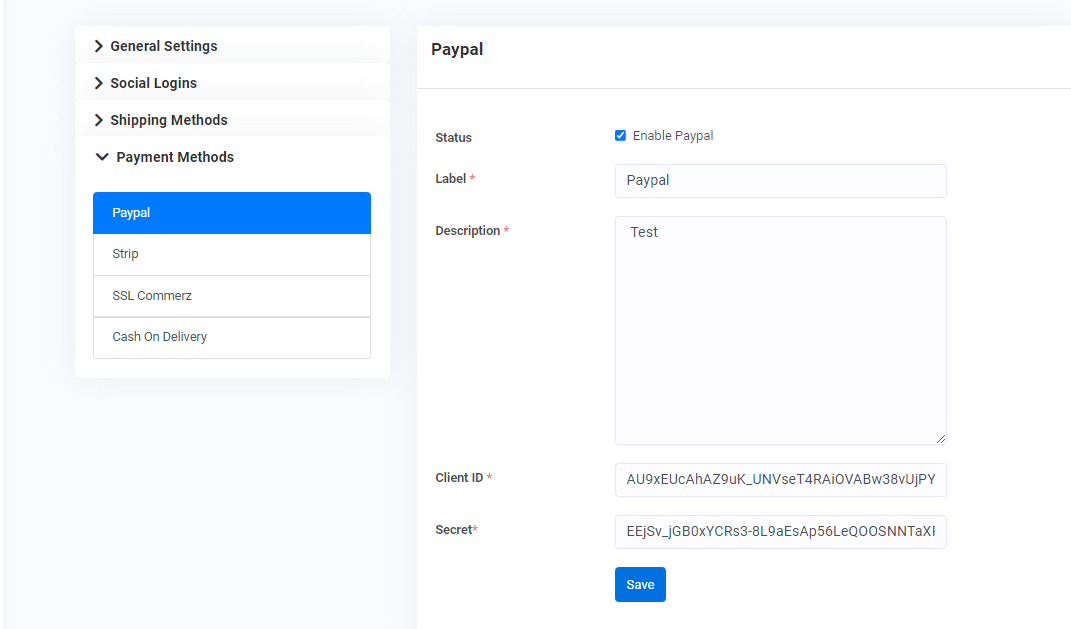 General Settings
Social Logins
Shipping Methods
Payment Methods
Paypal
Strip
SSL Commerz
Cash On Delivery
Paypal
Status
Enable Paypal
Label *
Paypal
Description *
Test
Client ID *
AU9xEUcAhAZ9uK_UNVseT4RAiOVABw38vUjPY
Secret*
EEjSv_jGB0xYCRs3-8L9aEsAp56LeQOOSNNTaXF
Save